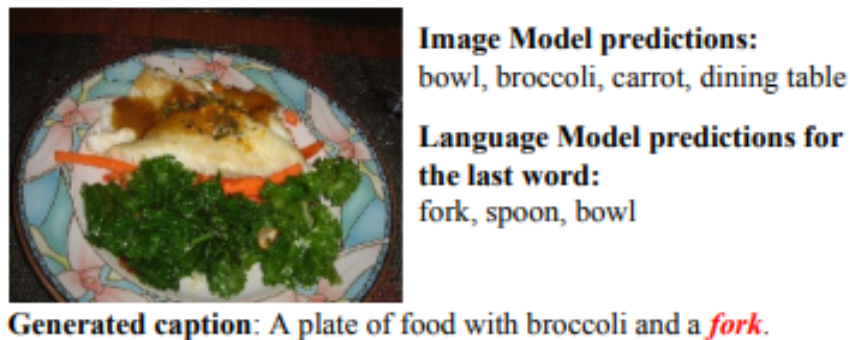 Image Model predictions:
bowl, broccoli, carrot, dining table
Language Model predictions for
the last word:
fork, spoon, bowl
Generated caption: A plate of food with broccoli and a fork.